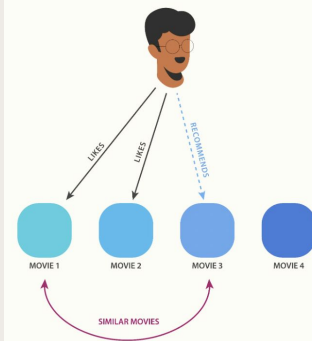 LIKES
LIKES
RECOMMENDS
MOVIE 1
MOVIE 2
MOVIE 3
MOVIE 4
SIMILAR MOVIES